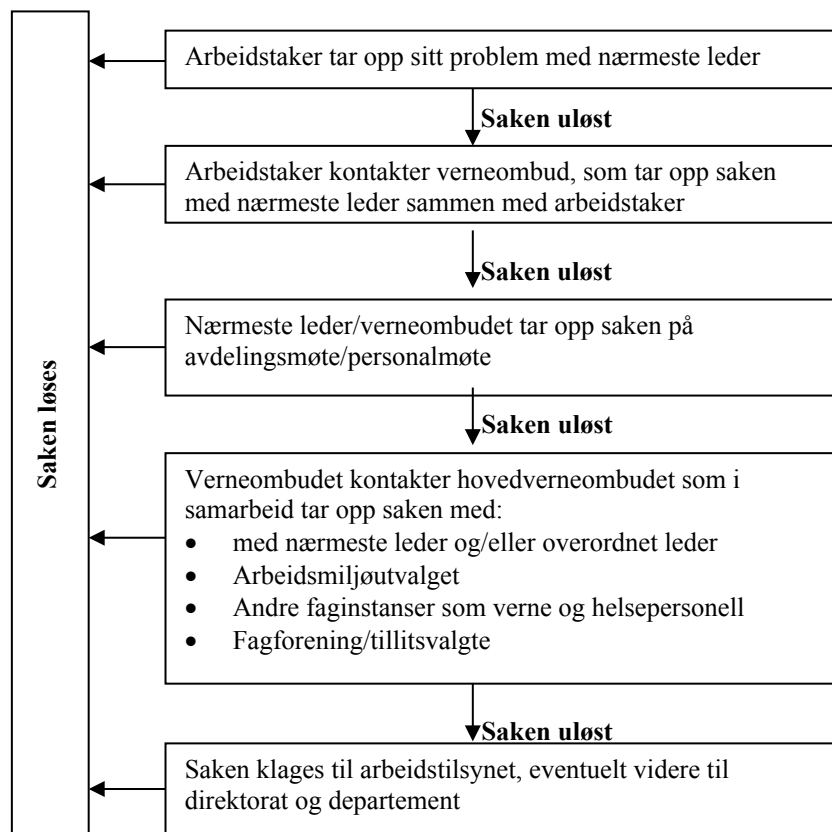 Arbeidstaker tar opp sitt problem med nærmeste leder
Saken uløst
Arbeidstaker kontakter verneombud, som tar opp saken
med nærmeste leder sammen med arbeidstaker
Saken uløst
Nærmeste leder/verneombudet tar opp saken på
avdelingsmøte/personalmøte
Saken uløst
Saken løses
Verneombudet kontakter hovedverneombudet som i
samarbeid tar opp saken med:
• med nærmeste leder og/eller overordnet leder
• Arbeidsmiljøutvalget
• Andre faginstanser som verne og helsepersonell
• Fagforening/tillitsvalgte
Saken uløst
Saken klages til arbeidstilsynet, eventuelt videre til
direktorat og departement